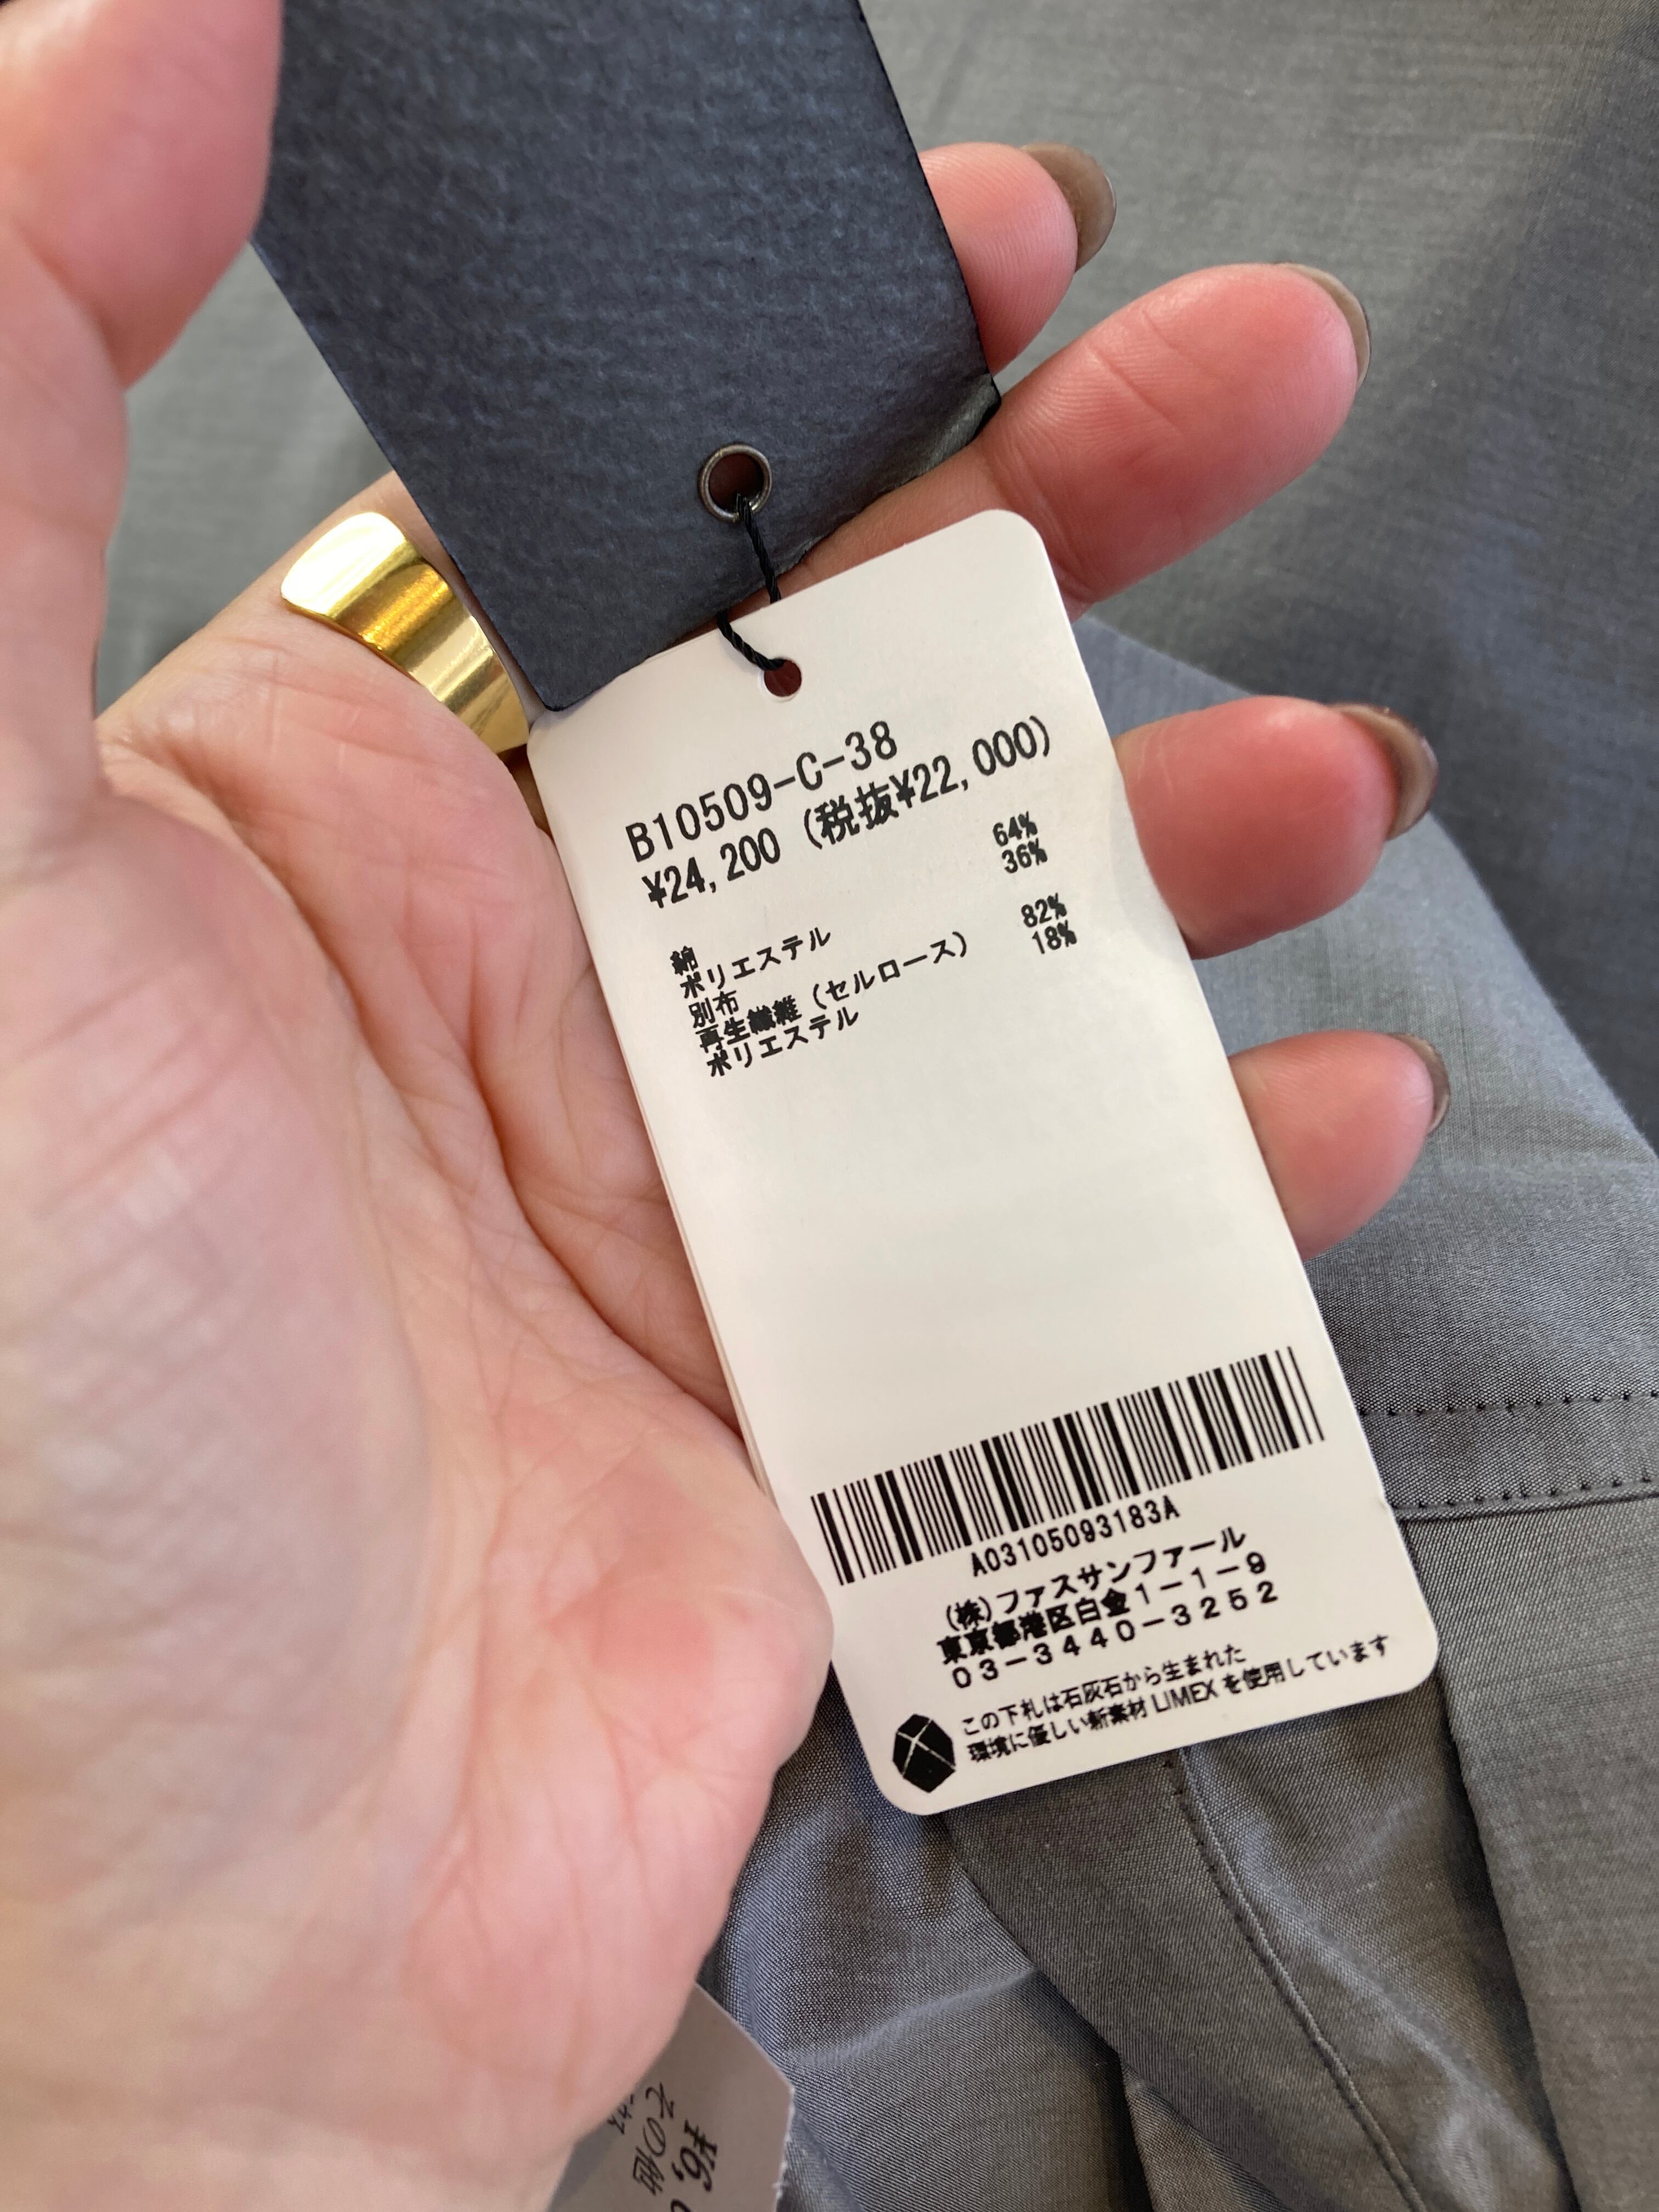 B10509-C-38
¥24,200 (税抜¥22,000)
綿 64%
ポリエステル 36%
別布
再生繊維(セルロース) 82%
ポリエステル 18%
A03105093183A
(株)ファスサンファール
東京都港区白金1-1-9
03-3440-3252
この下札は石灰石から生まれた
環境に優しい新素材 LIMEX を使用しています
¥6,
その他